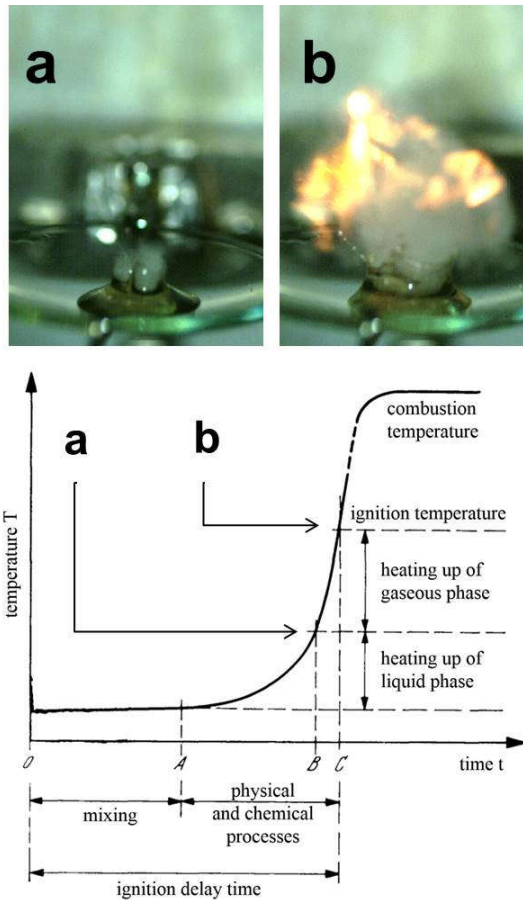 a
b
combustion
temperature
a
b
ignition temperature
temperature T
heating up of
gaseous phase
heating up of
liquid phase
O
A
B
C
time t
mixing
physical
and chemical
processes
ignition delay time